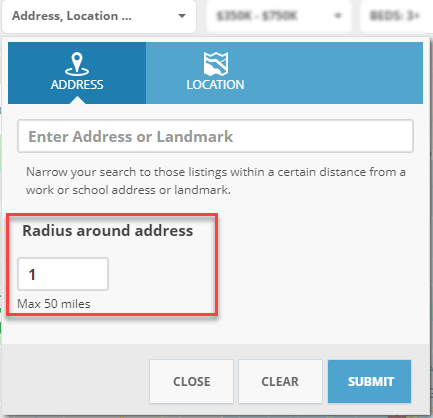 Address, Location ...
$350K - $750K
BEDS: 3+
ADDRESS
LOCATION
Enter Address or Landmark
Narrow your search to those listings within a certain distance from a
work or school address or landmark.
Radius around address
1
Max 50 miles
CLOSE
CLEAR
SUBMIT